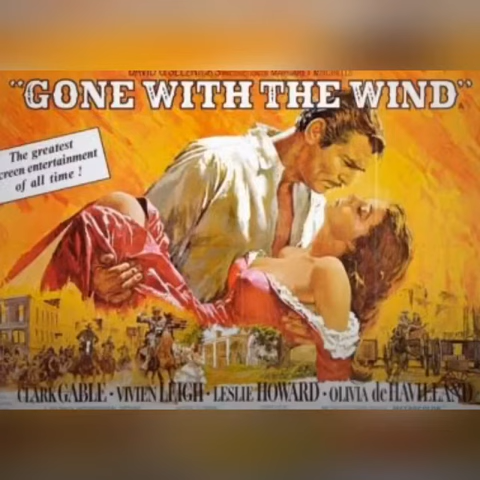 "GONE WITH THE WIND"
The greatest
creen entertainment
of all time !
CLARK GABLE · VIVIEN LEIGH · LESLIE HOWARD · OLIVIA de HAVILLAND